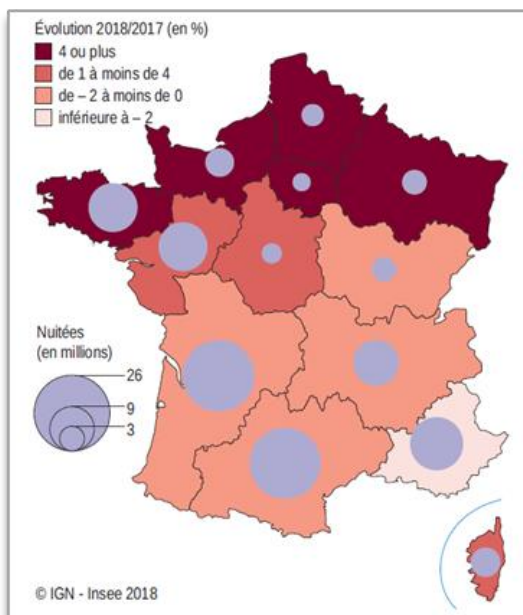 Évolution 2018/2017 (en %)
4 ou plus
de 1 à moins de 4
de – 2 à moins de 0
inférieure à – 2
Nuitées
(en millions)
26
9
3
© IGN - Insee 2018